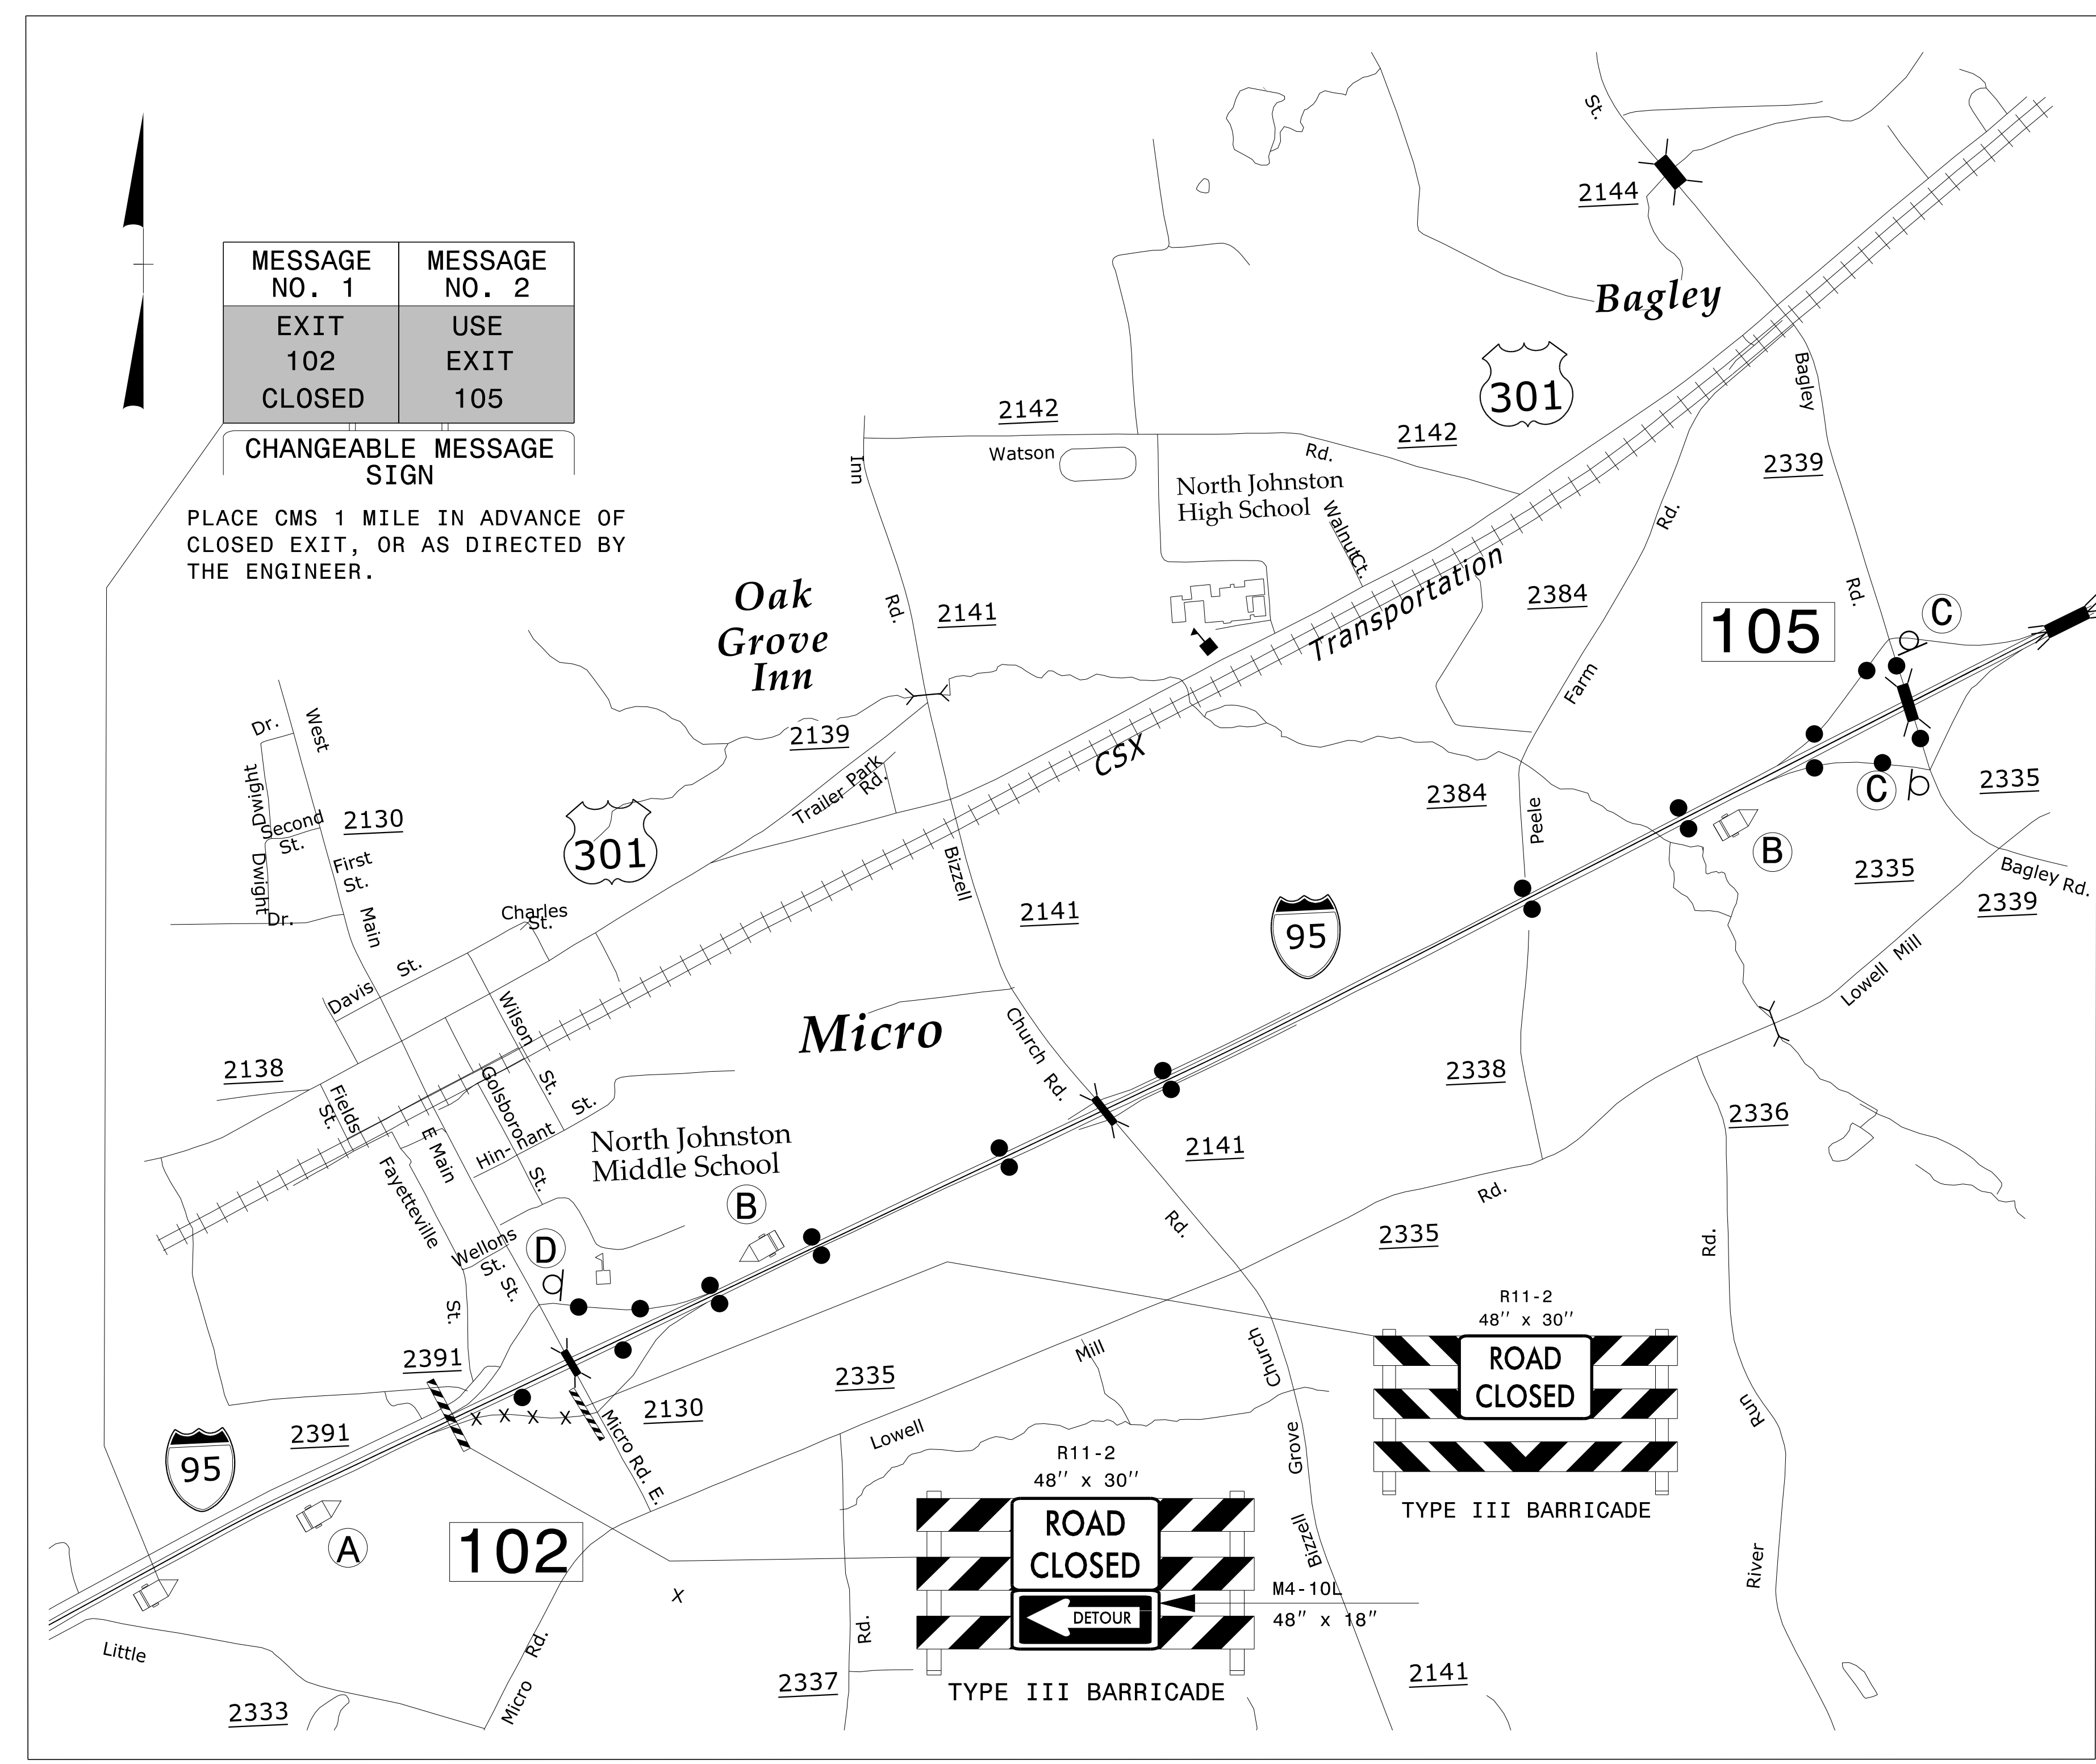 MESSAGE NO. 1
MESSAGE NO. 2
EXIT
102
CLOSED
USE
EXIT
105
CHANGEABLE MESSAGE
SIGN
PLACE CMS 1 MILE IN ADVANCE OF
CLOSED EXIT, OR AS DIRECTED BY
THE ENGINEER.
St.
2144
Bagley
301
Bagley
2142
2142
Watson
Rd.
2339
Inn
North Johnston
High School
Walnut
Ct.
Rd.
Transportation
Oak
Grove
Inn
Rd.
2141
2384
105
Rd.
C
Farm
2139
West
Dr.
CSX
Trailer Park
Rd.
Dwight
Second
St.
2130
301
2384
Peele
C
2335
B
First
St.
Dwight
Dr.
Main
Bizzell
2335
Bagley Rd.
2339
Charles
St.
2141
95
Davis
St.
Wilson
St.
Micro
Church
Rd.
Lowell
Mill
2138
Fields
St.
Golsboro
St.
Hin-
nant
St.
2338
2336
E Main
St.
Fayetteville
St.
North Johnston
Middle School
2141
B
D
Wellons
St.
Rd.
Rd.
2335
Rd.
R11-2
48" x 30"
ROAD
CLOSED
TYPE III BARRICADE
2391
2335
Mill
Church
2130
X X X X
Micro Rd. E.
2391
95
Lowell
Grove
Run
R11-2
48" x 30"
ROAD
CLOSED
DETOUR
M4-10L
48" x 18"
TYPE III BARRICADE
A
102
X
Bizzell
River
Little
Rd.
Micro
Rd.
2337
2141
2333